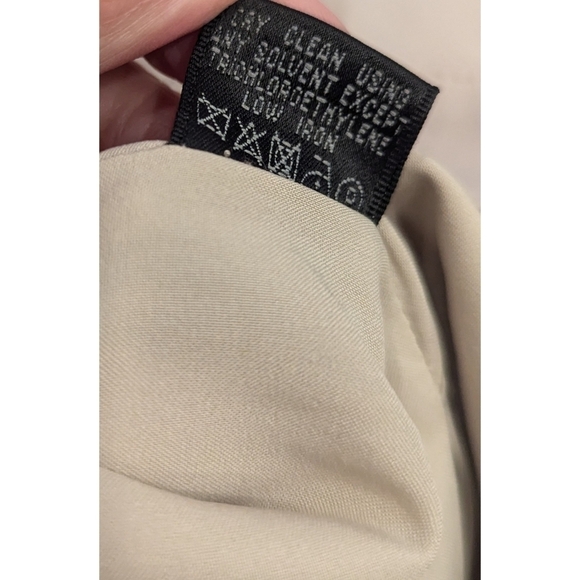 DRY CLEAN USING
ANY SOLVENT EXCEPT
TRICHLOROETHYLENE
LOW IRON
P